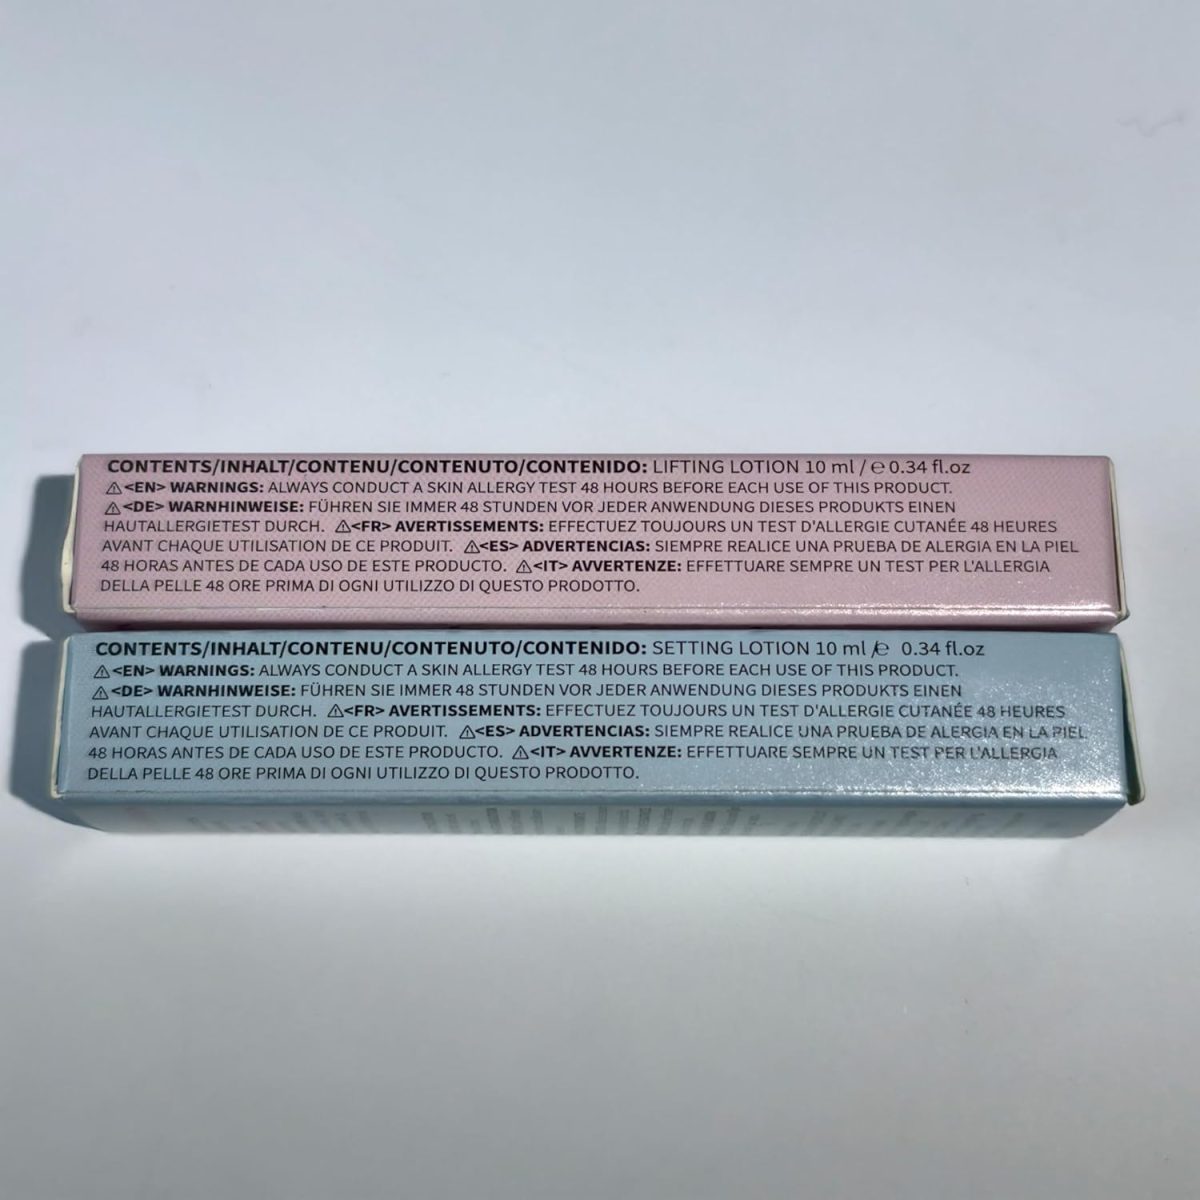 CONTENTS/INHALT/CONTENU/CONTENUTO/CONTENIDO: LIFTING LOTION 10 ml / ℮ 0.34 fl.oz
⚠<EN> WARNINGS: ALWAYS CONDUCT A SKIN ALLERGY TEST 48 HOURS BEFORE EACH USE OF THIS PRODUCT.
⚠<DE> WARNHINWEISE: FÜHREN SIE IMMER 48 STUNDEN VOR JEDER ANWENDUNG DIESES PRODUKTS EINEN
HAUTALLERGIETEST DURCH. ⚠<FR> AVERTISSEMENTS: EFFECTUEZ TOUJOURS UN TEST D'ALLERGIE CUTANÉE 48 HEURES
AVANT CHAQUE UTILISATION DE CE PRODUIT. ⚠<ES> ADVERTENCIAS: SIEMPRE REALICE UNA PRUEBA DE ALERGIA EN LA PIEL
48 HORAS ANTES DE CADA USO DE ESTE PRODUCTO. ⚠<IT> AVVERTENZE: EFFETTUARE SEMPRE UN TEST PER L'ALLERGIA
DELLA PELLE 48 ORE PRIMA DI OGNI UTILIZZO DI QUESTO PRODOTTO.
CONTENTS/INHALT/CONTENU/CONTENUTO/CONTENIDO: SETTING LOTION 10 ml /℮ 0.34 fl.oz
⚠<EN> WARNINGS: ALWAYS CONDUCT A SKIN ALLERGY TEST 48 HOURS BEFORE EACH USE OF THIS PRODUCT.
⚠<DE> WARNHINWEISE: FÜHREN SIE IMMER 48 STUNDEN VOR JEDER ANWENDUNG DIESES PRODUKTS EINEN
HAUTALLERGIETEST DURCH. ⚠<FR> AVERTISSEMENTS: EFFECTUEZ TOUJOURS UN TEST D'ALLERGIE CUTANÉE 48 HEURES
AVANT CHAQUE UTILISATION DE CE PRODUIT. ⚠<ES> ADVERTENCIAS: SIEMPRE REALICE UNA PRUEBA DE ALERGIA EN LA PIEL
48 HORAS ANTES DE CADA USO DE ESTE PRODUCTO. ⚠<IT> AVVERTENZE: EFFETTUARE SEMPRE UN TEST PER L'ALLERGIA
DELLA PELLE 48 ORE PRIMA DI OGNI UTILIZZO DI QUESTO PRODOTTO.